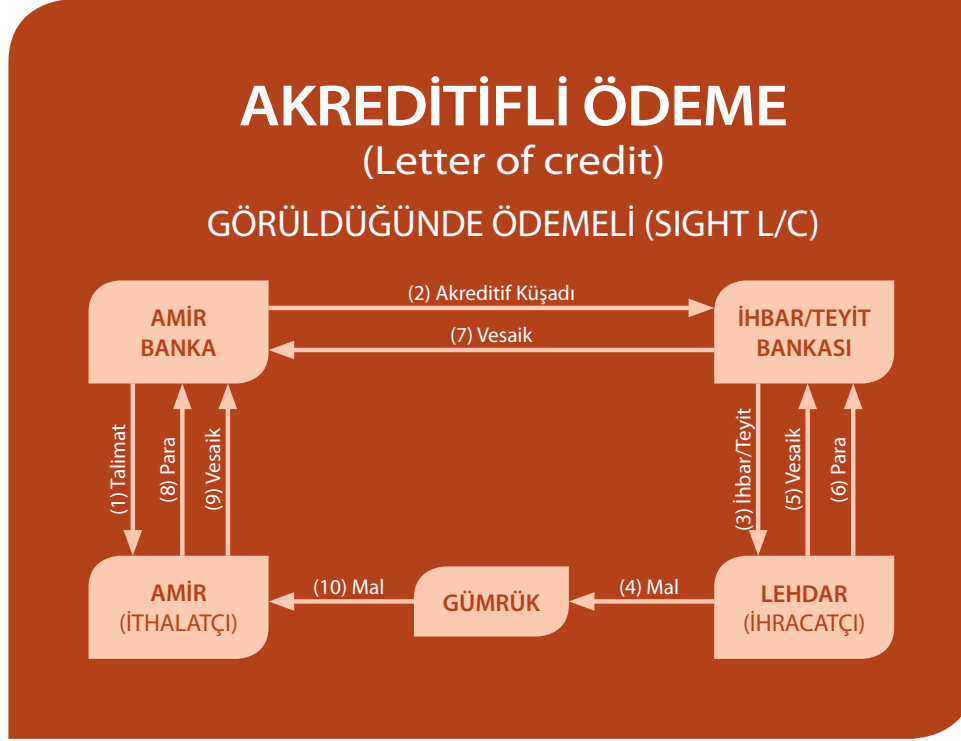 AKREDİTİFLİ ÖDEME
(Letter of credit)
GÖRÜLDÜĞÜNDE ÖDEMELİ (SIGHT L/C)
AMİR
BANKA
(2) Akreditif Küşadı
(7) Vesaik
İHBAR/TEYİT
BANKASI
(1) Talimat
(8) Para
(9) Vesaik
(3) İhbar/Teyit
(5) Vesaik
(6) Para
AMİR
(İTHALATÇI)
(10) Mal
GÜMRÜK
(4) Mal
LEHDAR
(İHRACATÇI)